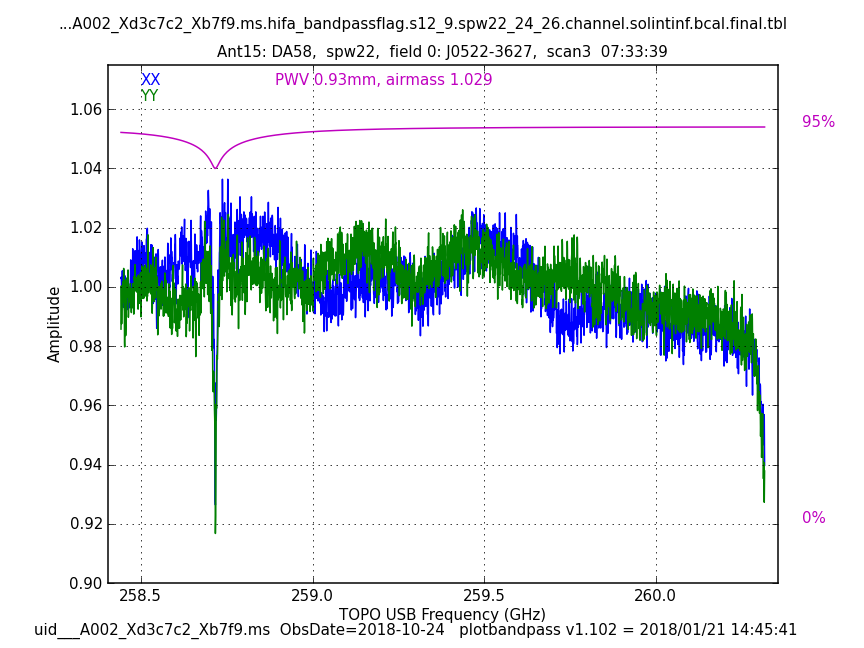 ...A002_Xd3c7c2_Xb7f9.ms.hifa_bandpassflag.s12_9.spw22_24_26.channel.solintinf.bcal.final.tbl
Ant15: DA58,  spw22,  field 0: J0522-3627,  scan3  07:33:39
XX
PWV 0.93mm, airmass 1.029
YY
1.06
95%
1.04
1.02
1.00
Amplitude
0.98
0.96
0.94
0.92
0%
0.90
258.5 259.0 259.5 260.0
TOPO USB Frequency (GHz)
uid___A002_Xd3c7c2_Xb7f9.ms  ObsDate=2018-10-24   plotbandpass v1.102 = 2018/01/21 14:45:41